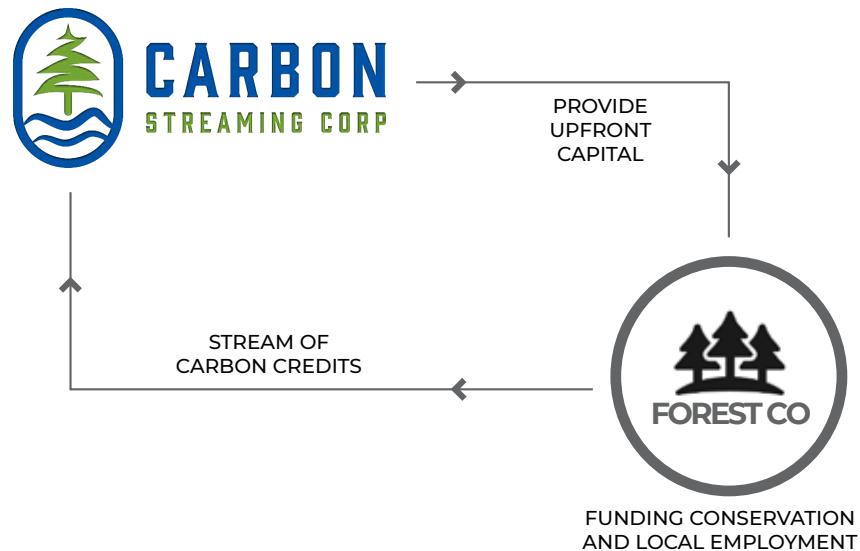 CARBON
STREAMING CORP
PROVIDE
UPFRONT
CAPITAL
STREAM OF
CARBON CREDITS
FOREST CO
FUNDING CONSERVATION
AND LOCAL EMPLOYMENT